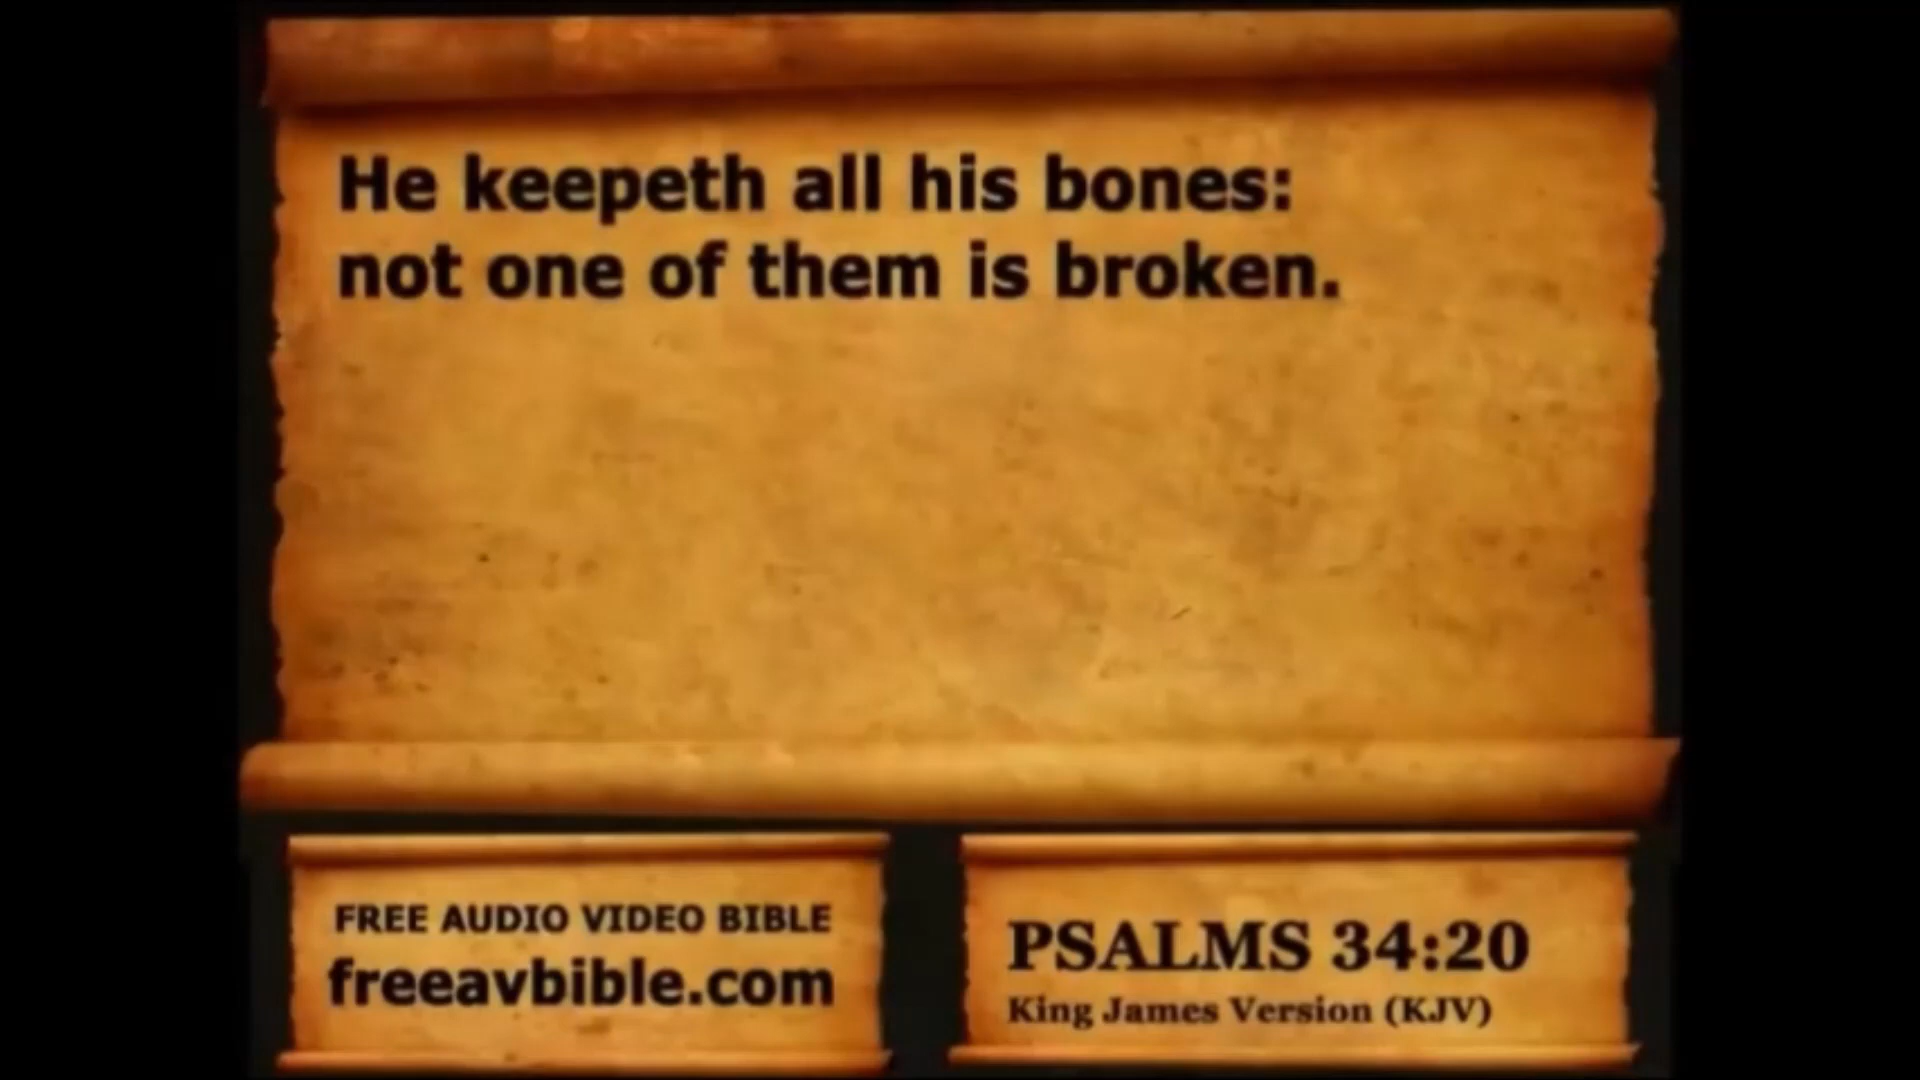 He keepeth all his bones:
not one of them is broken.
FREE AUDIO VIDEO BIBLE
freeavbible.com
PSALMS 34:20
King James Version (KJV)